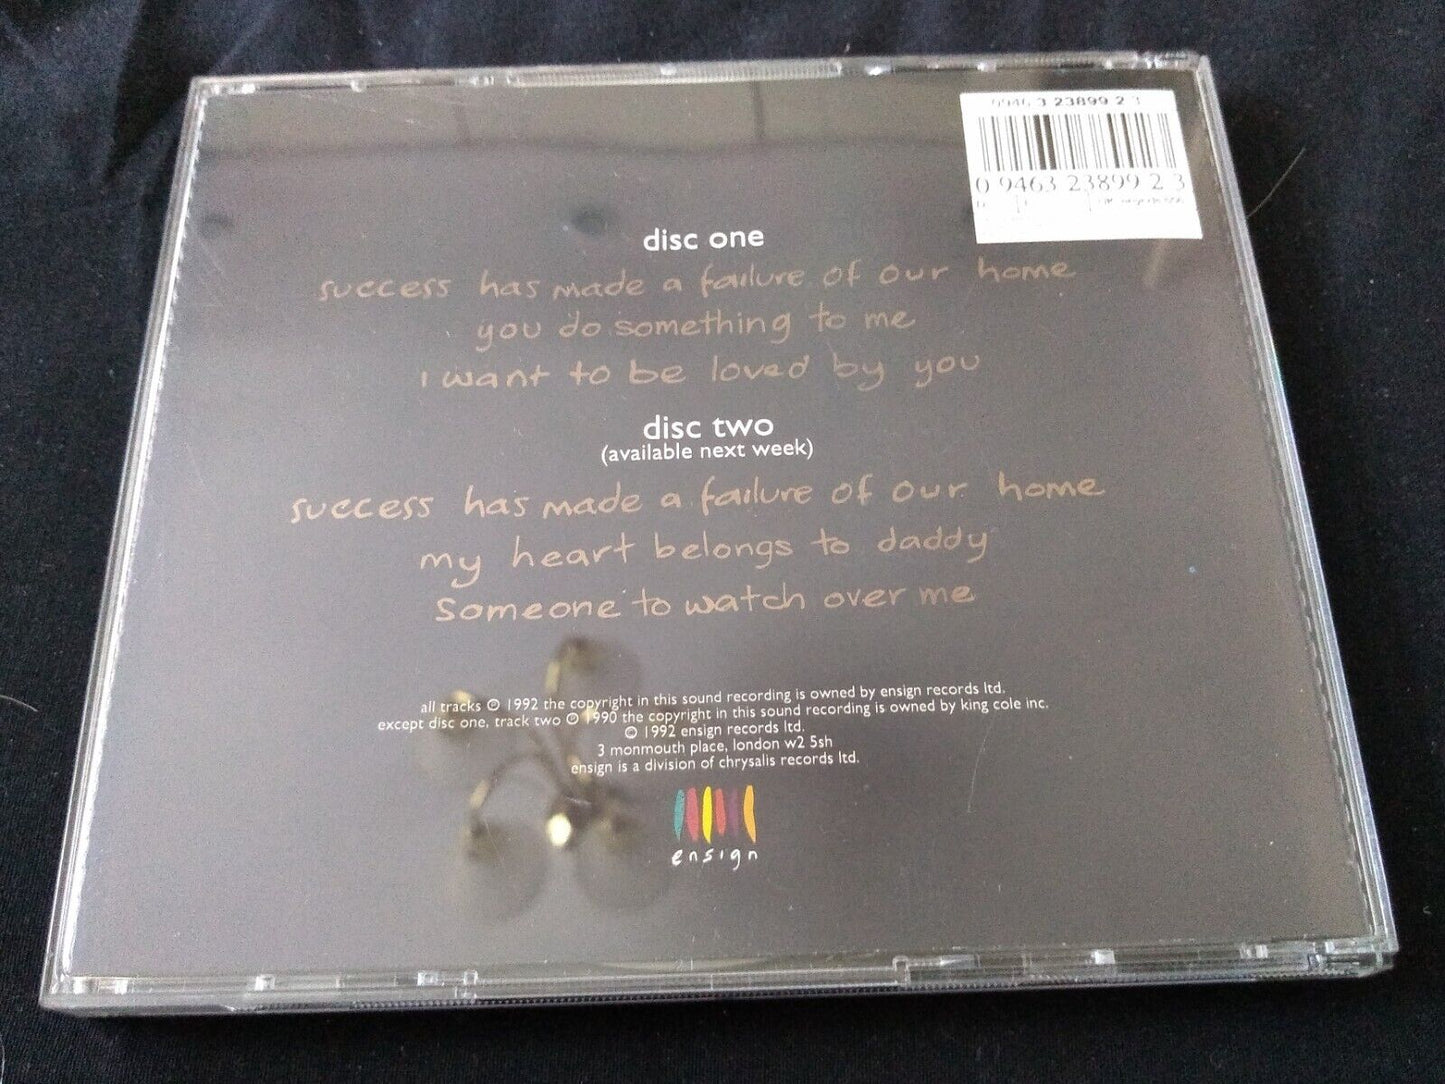 9946 3 23899 2 3
0 9463 23899 2 3
disc one
success has made a failure of our home
you do something to me
i want to be loved by you
disc two
(available next week)
success has made a failure of our home
my heart belongs to daddy
someone to watch over me
all tracks ℗ 1992 the copyright in this sound recording is owned by ensign records ltd.
except disc one, track two ℗ 1990 the copyright in this sound recording is owned by king cole inc.
© 1992 ensign records ltd.
3 monmouth place, london w2 5sh
ensign is a division of chrysalis records ltd.
ensign